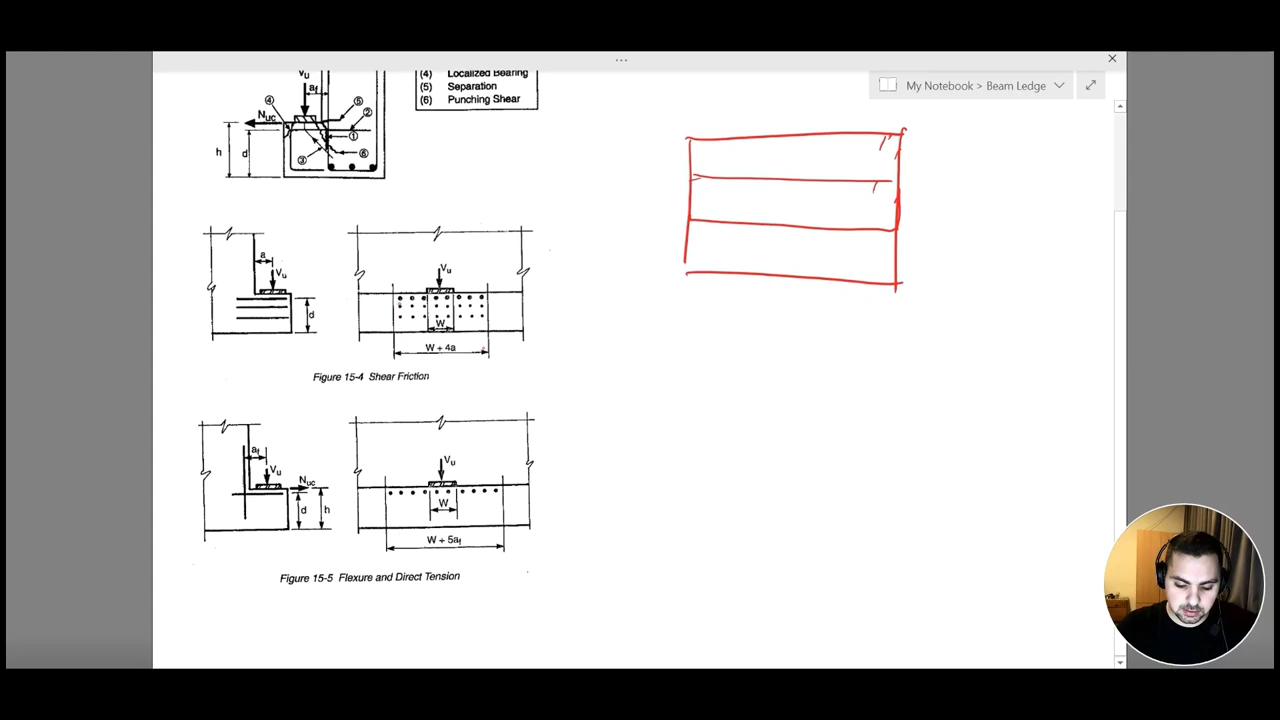 Vu
af
Nuc
h
d
④
⑤
②
①
③
⑥
(4) Localized Bearing
(5) Separation
(6) Punching Shear
My Notebook > Beam Ledge
a
Vu
d
Vu
W
W + 4a
Figure 15-4 Shear Friction
af
Vu
Nuc
d
h
Vu
W
W + 5af
Figure 15-5 Flexure and Direct Tension